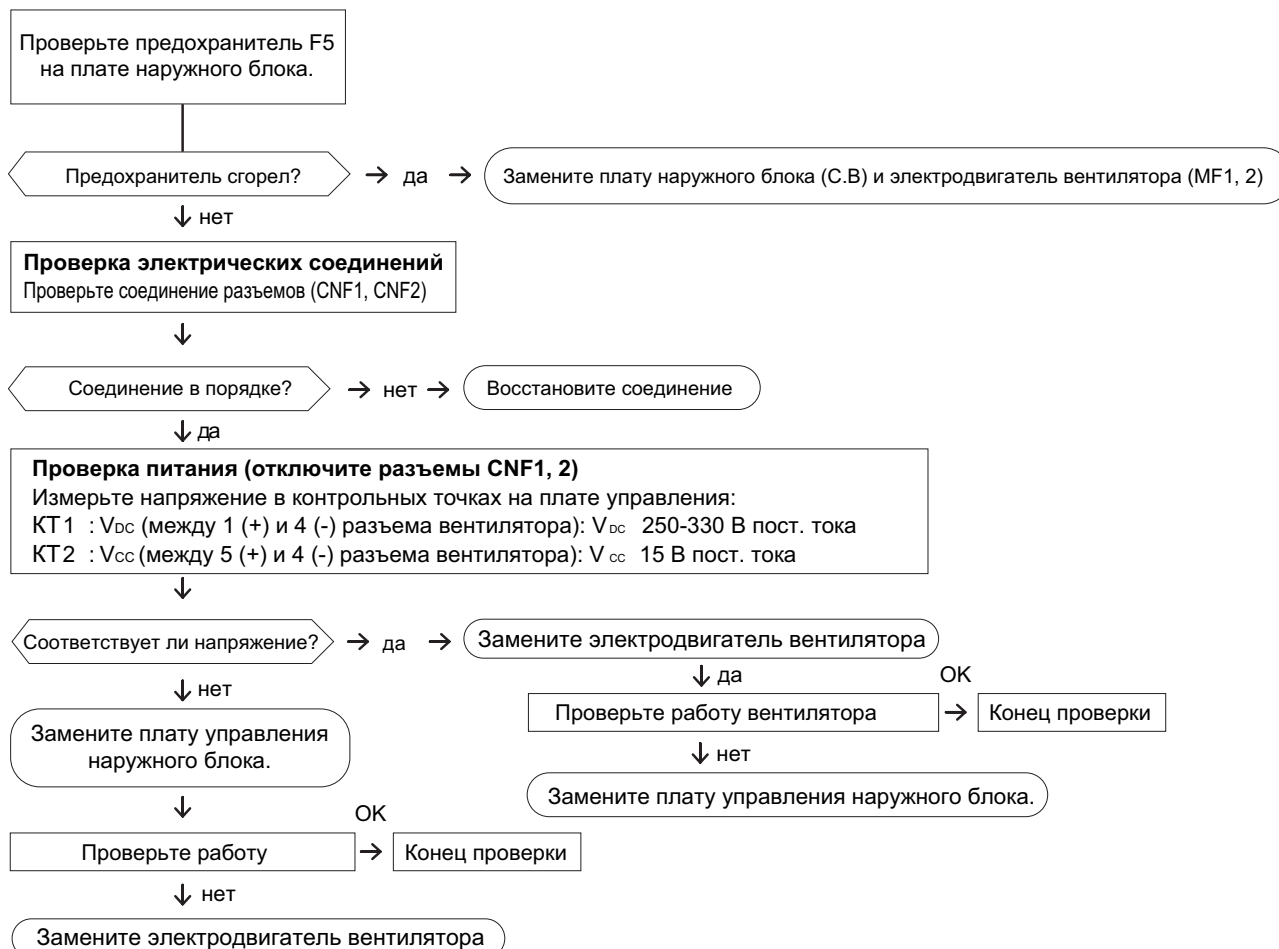 Проверьте предохранитель F5
на плате наружного блока.
Предохранитель сгорел?
да
Замените плату наружного блока (C.B) и электродвигатель вентилятора (MF1, 2)
нет
Проверка электрических соединений
Проверьте соединение разъемов (CNF1, CNF2)
Соединение в порядке?
нет
Восстановите соединение
да
Проверка питания (отключите разъемы CNF1, 2)
Измерьте напряжение в контрольных точках на плате управления:
КТ1 : VDC (между 1 (+) и 4 (-) разъема вентилятора): VDC 250-330 В пост. тока
КТ2 : VCC (между 5 (+) и 4 (-) разъема вентилятора): VCC 15 В пост. тока
Соответствует ли напряжение?
да
Замените электродвигатель вентилятора
да
OK
нет
Проверьте работу вентилятора
Конец проверки
Замените плату управления
наружного блока.
нет
Замените плату управления наружного блока.
OK
Проверьте работу
Конец проверки
нет
Замените электродвигатель вентилятора